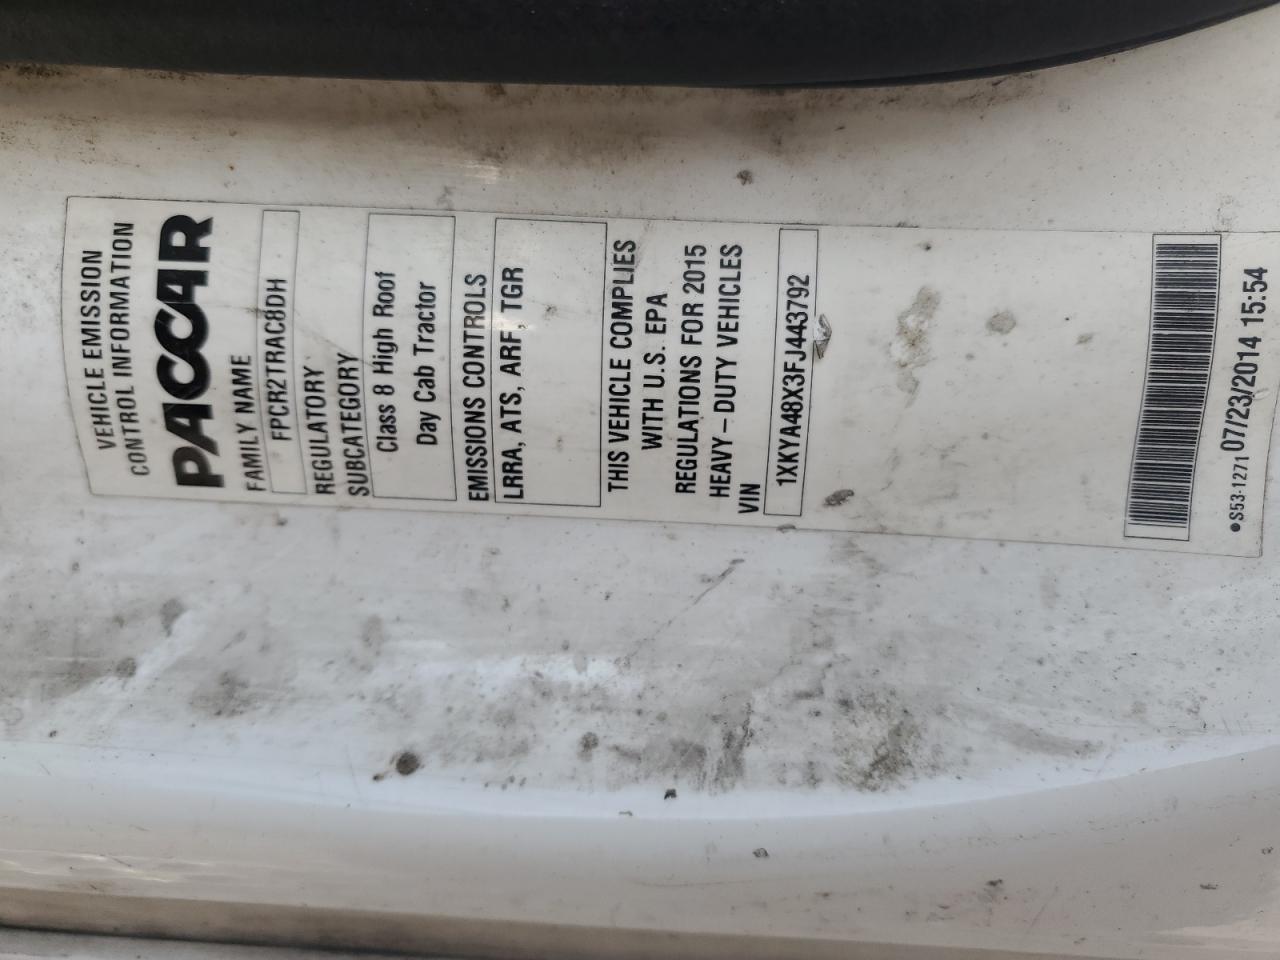 VEHICLE EMISSION
CONTROL INFORMATION
PACCAR
FAMILY NAME
FPCR2TRAC8DH
REGULATORY
SUBCATEGORY
Class 8 High Roof
Day Cab Tractor
EMISSIONS CONTROLS
LRRA, ATS, ARF, TGR
THIS VEHICLE COMPLIES
WITH U.S. EPA
REGULATIONS FOR 2015
HEAVY-DUTY VEHICLES
VIN
1XKYA48X3FJ443792
●S53-1271 07/23/2014 15:54